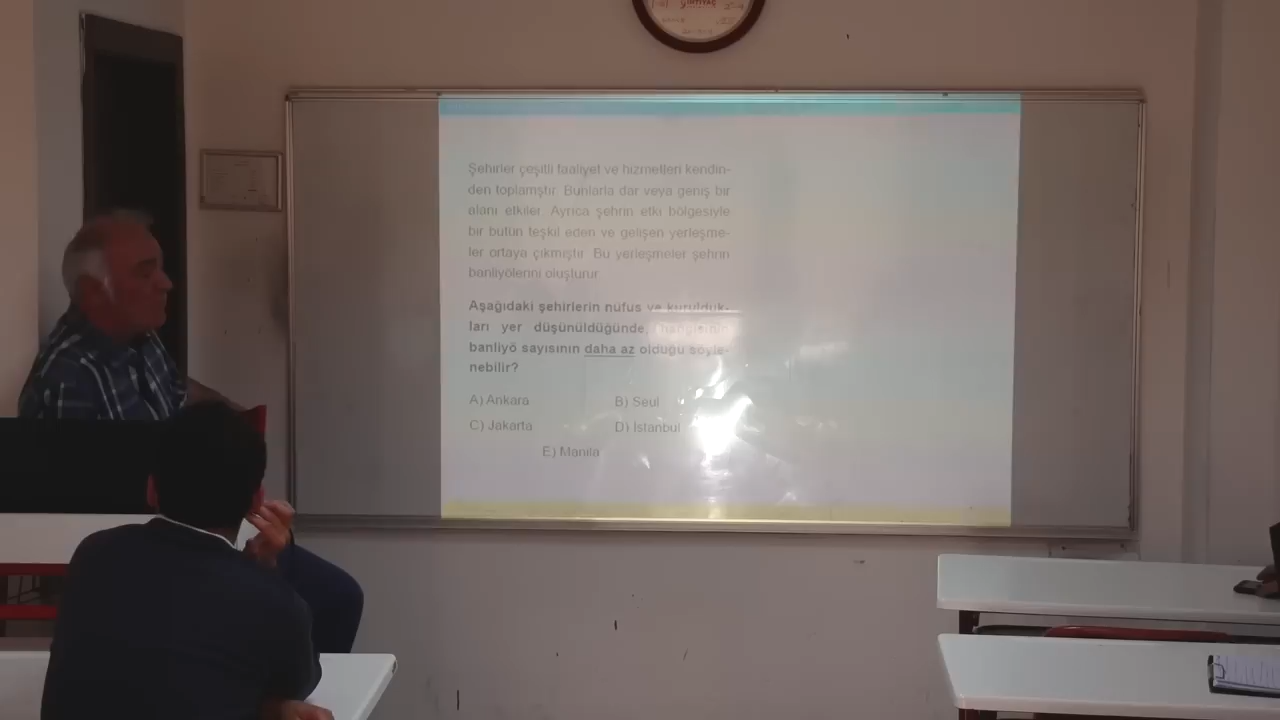 Şehirler çeşitli faaliyet ve hizmetleri kendin-
den toplamştır. Bunlarla dar veya geniş bir
alanı etkiler. Ayrıca şehrin etki bölgesiyle
bir bütün teşkil eden ve gelişen yerleşme-
ler ortaya çıkmıştır. Bu yerleşmeler şehrin
banliyölerini oluşturur.
Aşağıdaki şehirlerin nüfus ve kurulduk-
ları yer düşünüldüğünde, hangisinin
banliyö sayısının daha az olduğu söyle-
nebilir?
A) Ankara B) Seul
C) Jakarta D) İstanbul
E) Manila